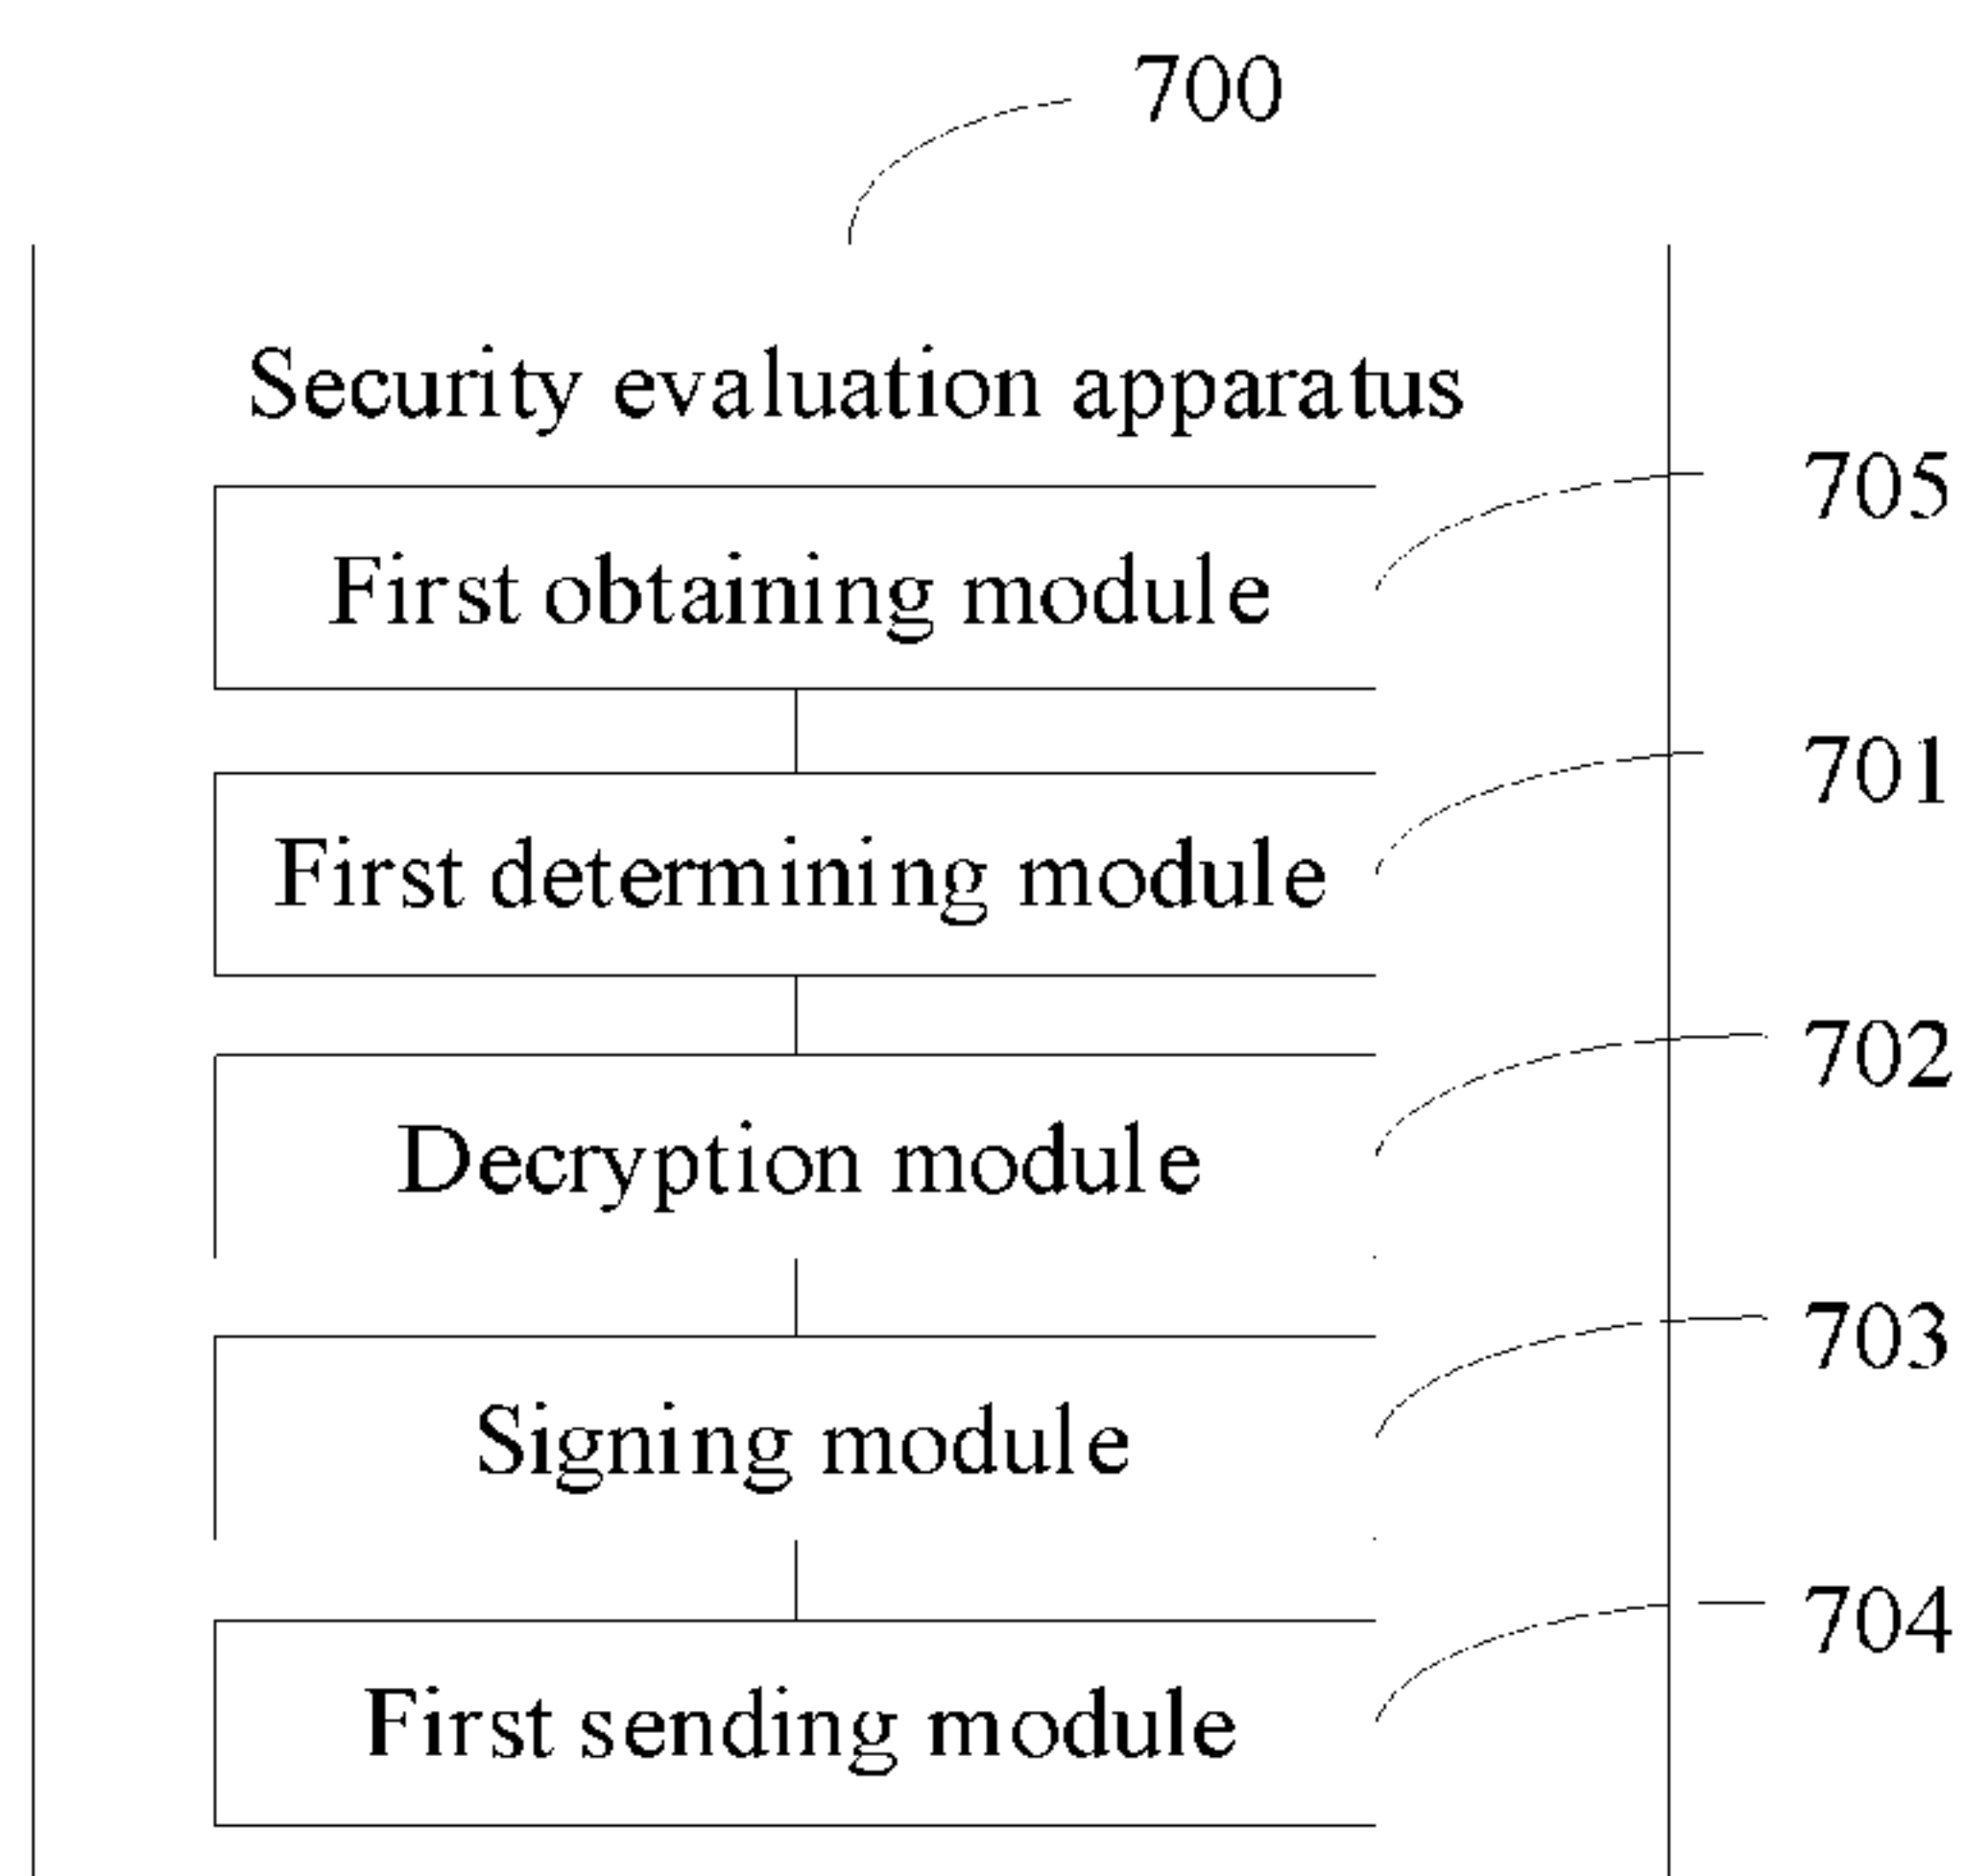 700
Security evaluation apparatus
705
First obtaining module
701
First determining module
702
Decryption module
703
Signing module
704
First sending module